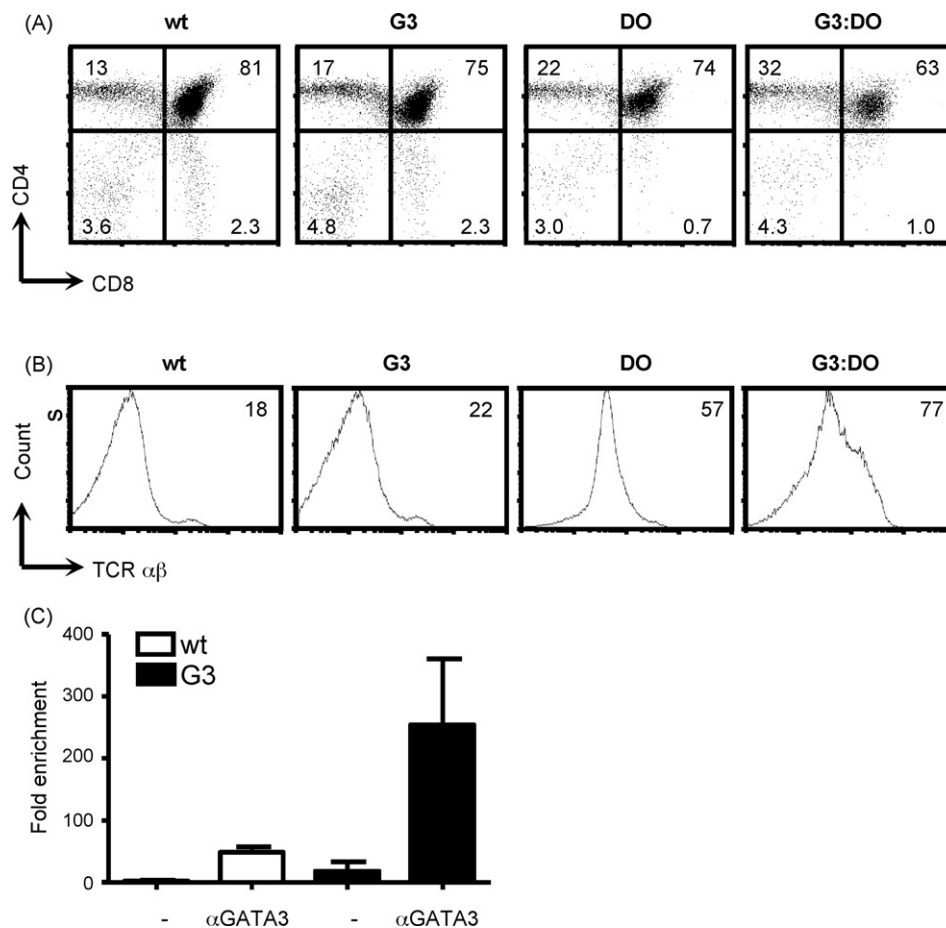 (A) wt G3 DO G3:DO
13 81 17 75 22 74 32 63
CD4
3.6 2.3 4.8 2.3 3.0 0.7 4.3 1.0
CD8
(B) wt G3 DO G3:DO
18 22 57 77
Count
s
TCR αβ
(C)
400
300
200
100
0
Fold enrichment
wt
G3
- αGATA3 - αGATA3